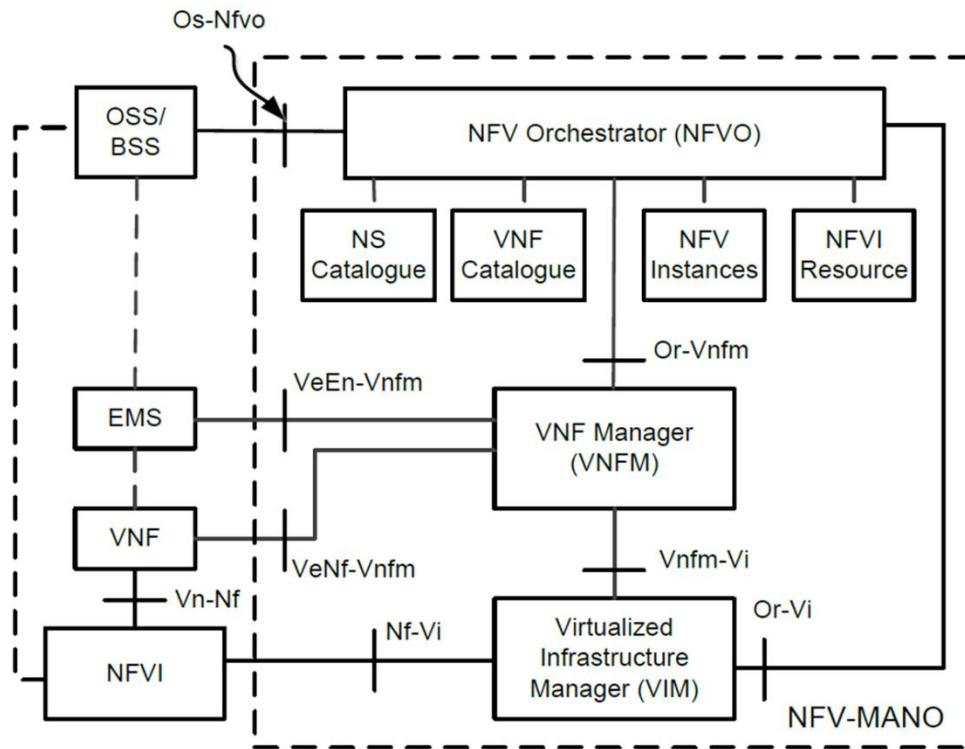 Os-Nfvo
OSS/
BSS
NFV Orchestrator (NFVO)
NS
Catalogue
VNF
Catalogue
NFV
Instances
NFVI
Resource
Or-Vnfm
VeEn-Vnfm
EMS
VNF Manager
(VNFM)
VNF
VeNf-Vnfm
Vnfm-Vi
Vn-Nf
Nf-Vi
Or-Vi
NFVI
Virtualized
Infrastructure
Manager (VIM)
NFV-MANO